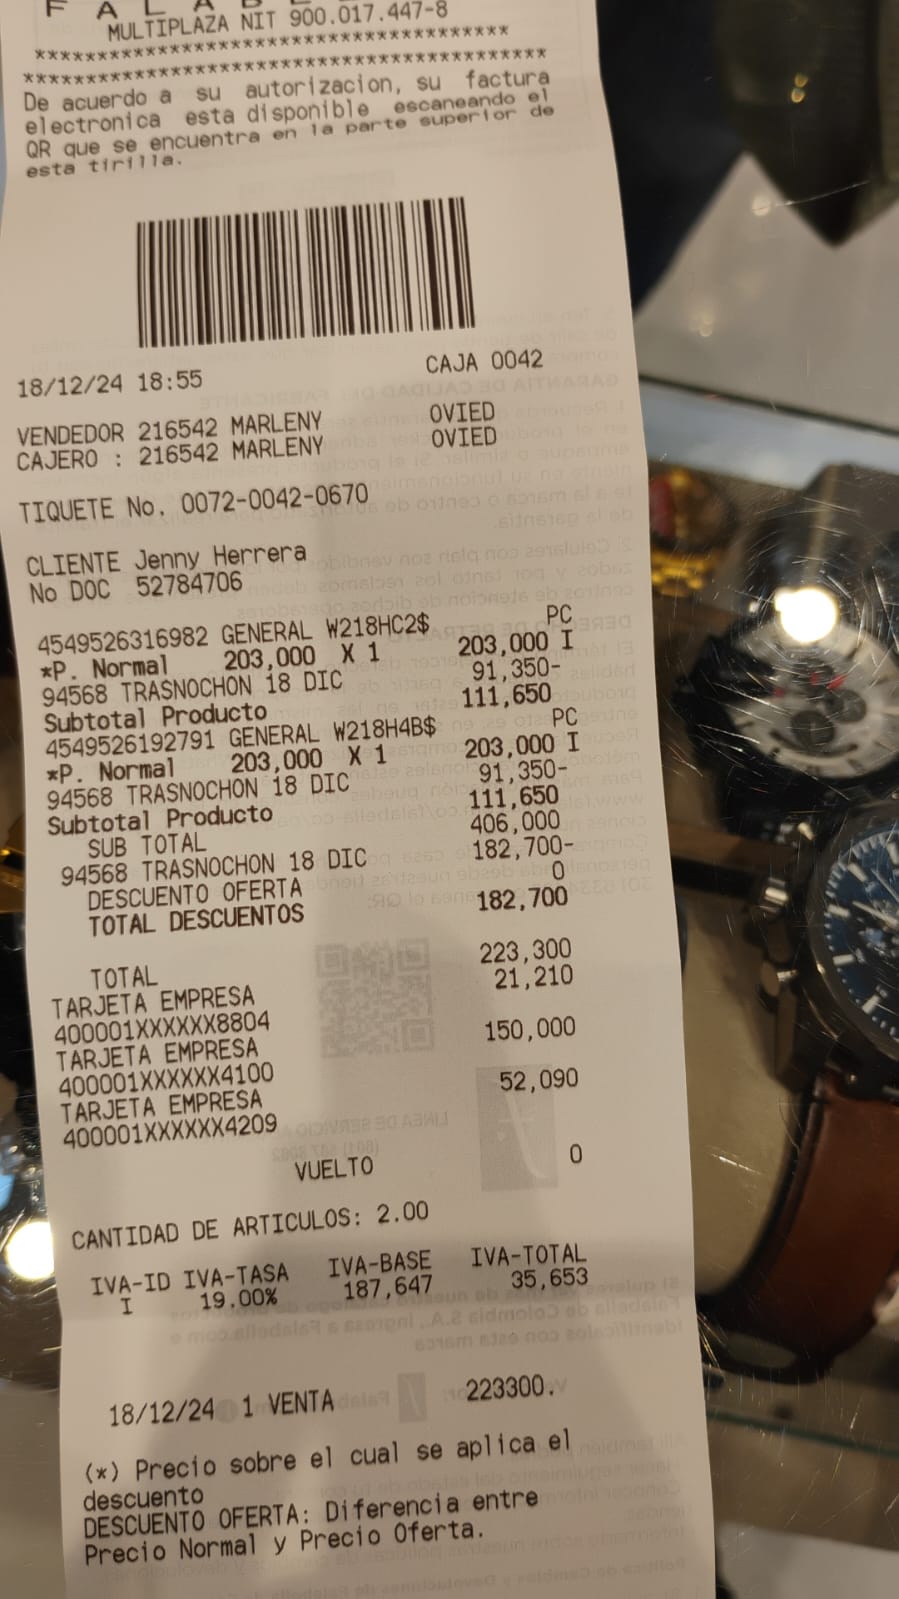 F A L A B E
MULTIPLAZA NIT 900.017.447-8
**************************************
******************************************
De acuerdo a su autorizacion, su factura
electronica esta disponible escaneando el
QR que se encuentra en la parte superior de
esta tirilla.
18/12/24 18:55 CAJA 0042
VENDEDOR 216542 MARLENY OVIED
CAJERO : 216542 MARLENY OVIED
TIQUETE No. 0072-0042-0670
CLIENTE Jenny Herrera
No DOC 52784706
4549526316982 GENERAL W218HC2$ PC
*P. Normal 203,000 X 1 203,000 I
94568 TRASNOCHON 18 DIC 91,350-
Subtotal Producto 111,650
4549526192791 GENERAL W218H4B$ PC
*P. Normal 203,000 X 1 203,000 I
94568 TRASNOCHON 18 DIC 91,350-
Subtotal Producto 111,650
SUB TOTAL 406,000
94568 TRASNOCHON 18 DIC 182,700-
DESCUENTO OFERTA 0
TOTAL DESCUENTOS 182,700
TOTAL 223,300
TARJETA EMPRESA 21,210
400001XXXXXX8804
TARJETA EMPRESA 150,000
400001XXXXXX4100
TARJETA EMPRESA 52,090
400001XXXXXX4209
VUELTO 0
CANTIDAD DE ARTICULOS: 2.00
IVA-ID IVA-TASA IVA-BASE IVA-TOTAL
I 19.00% 187,647 35,653
18/12/24 1 VENTA 223300.
(*) Precio sobre el cual se aplica el
descuento
DESCUENTO OFERTA: Diferencia entre
Precio Normal y Precio Oferta.